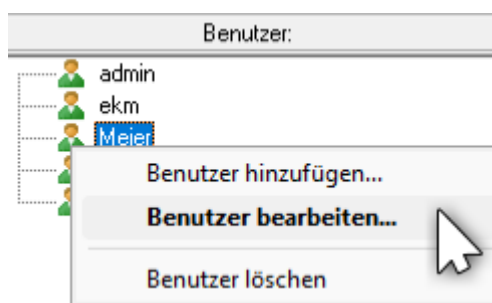 Benutzer:
admin
ekm
Meier
Benutzer hinzufügen...
Benutzer bearbeiten...
Benutzer löschen